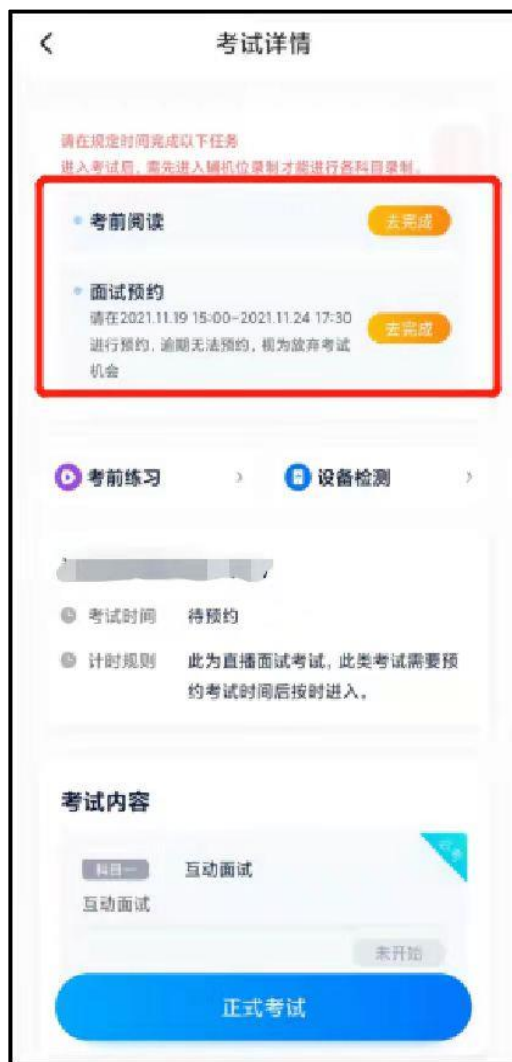 考试详情
请在规定时间完成以下任务
进入考试后，需先进入辅机位录制才能进行各科目录制。
考前阅读
去完成
面试预约
请在2021.11.19 15:00-2021.11.24 17:30
进行预约，逾期无法预约，视为放弃考试
机会
去完成
考前练习
设备检测
考试时间 待预约
计时规则 此为直播面试考试，此类考试需要预
约考试时间后按时进入。
考试内容
科目一 互动面试
互动面试
未开始
正式考试